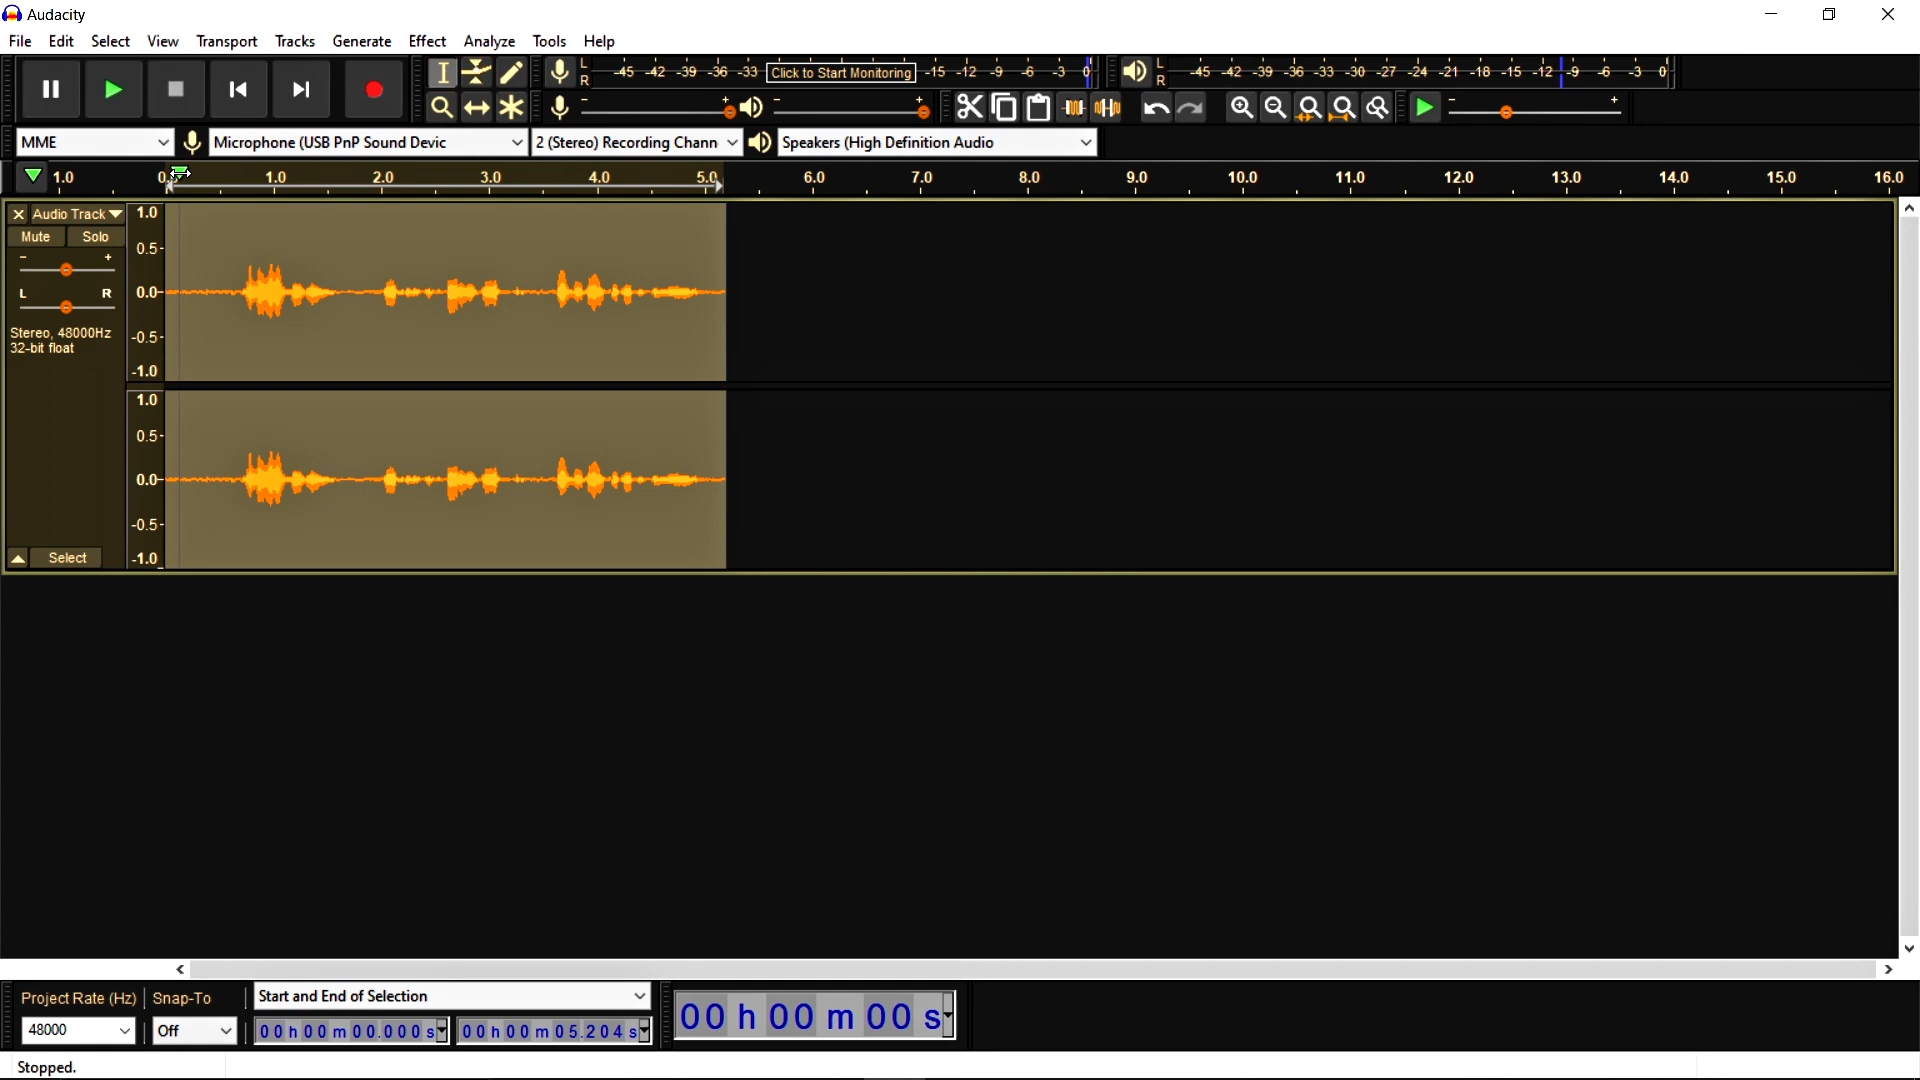 Audacity
File Edit Select View Transport Tracks Generate Effect Analyze Tools Help
L R -45 -42 -39 -36 -33 Click to Start Monitoring -15 -12 -9 -6 -3 0
L R -45 -42 -39 -36 -33 -30 -27 -24 -21 -18 -15 -12 -9 -6 -3 0
- + - + - +
MME Microphone (USB PnP Sound Devic 2 (Stereo) Recording Chann Speakers (High Definition Audio
1.0 1.0 2.0 3.0 4.0 5.0 6.0 7.0 8.0 9.0 10.0 11.0 12.0 13.0 14.0 15.0 16.0
Audio Track 1.0
Mute Solo
0.5
- +
L R 0.0
Stereo, 48000Hz
32-bit float
-0.5
-1.0
1.0
0.5
0.0
-0.5
Select -1.0
Project Rate (Hz) Snap-To Start and End of Selection
48000 Off 00 h 00 m 00.000 s 00 h 00 m 05.204 s 00 h 00 m 00 s
Stopped.